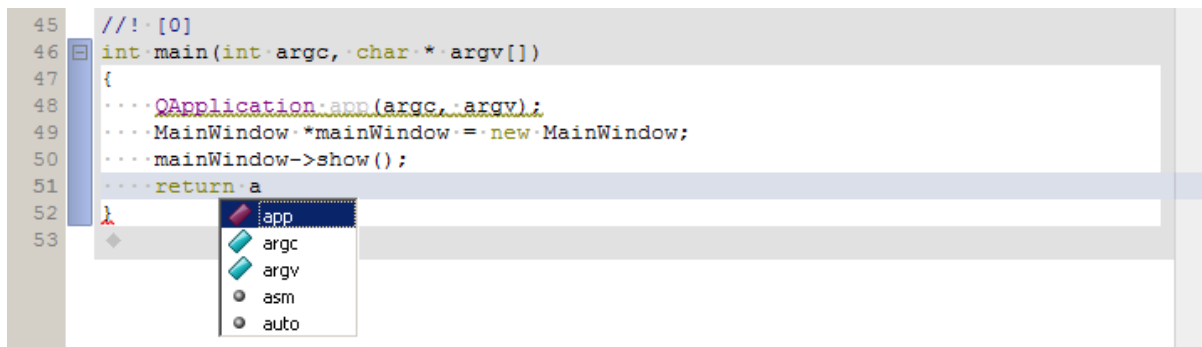 45 //! [0]
46 int main(int argc, char * argv[])
47 {
48 QApplication app(argc, argv);
49 MainWindow *mainWindow = new MainWindow;
50 mainWindow->show();
51 return a
52 }
53
app
argc
argv
asm
auto